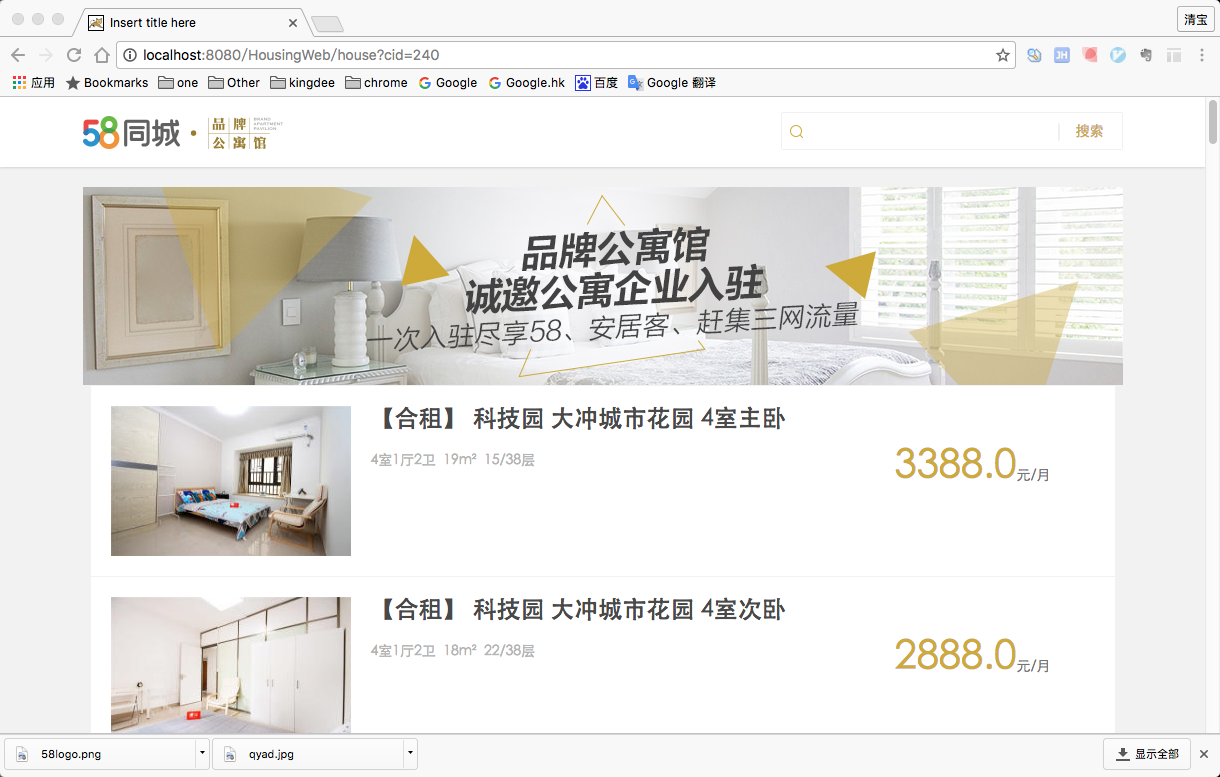 Insert title here
清宝
localhost:8080/HousingWeb/house?cid=240
JH
应用
Bookmarks
one
Other
kingdee
chrome
Google
Google.hk
百度
Google 翻译
58同城·品牌公寓馆
BRAND
APARTMENT
PAVILION
搜索
品牌公寓馆
诚邀公寓企业入驻
一次入驻尽享58、安居客、赶集三网流量
【合租】 科技园 大冲城市花园 4室主卧
4室1厅2卫 19m² 15/38层
3388.0元/月
【合租】 科技园 大冲城市花园 4室次卧
4室1厅2卫 18m² 22/38层
2888.0元/月
58logo.png
qyad.jpg
显示全部